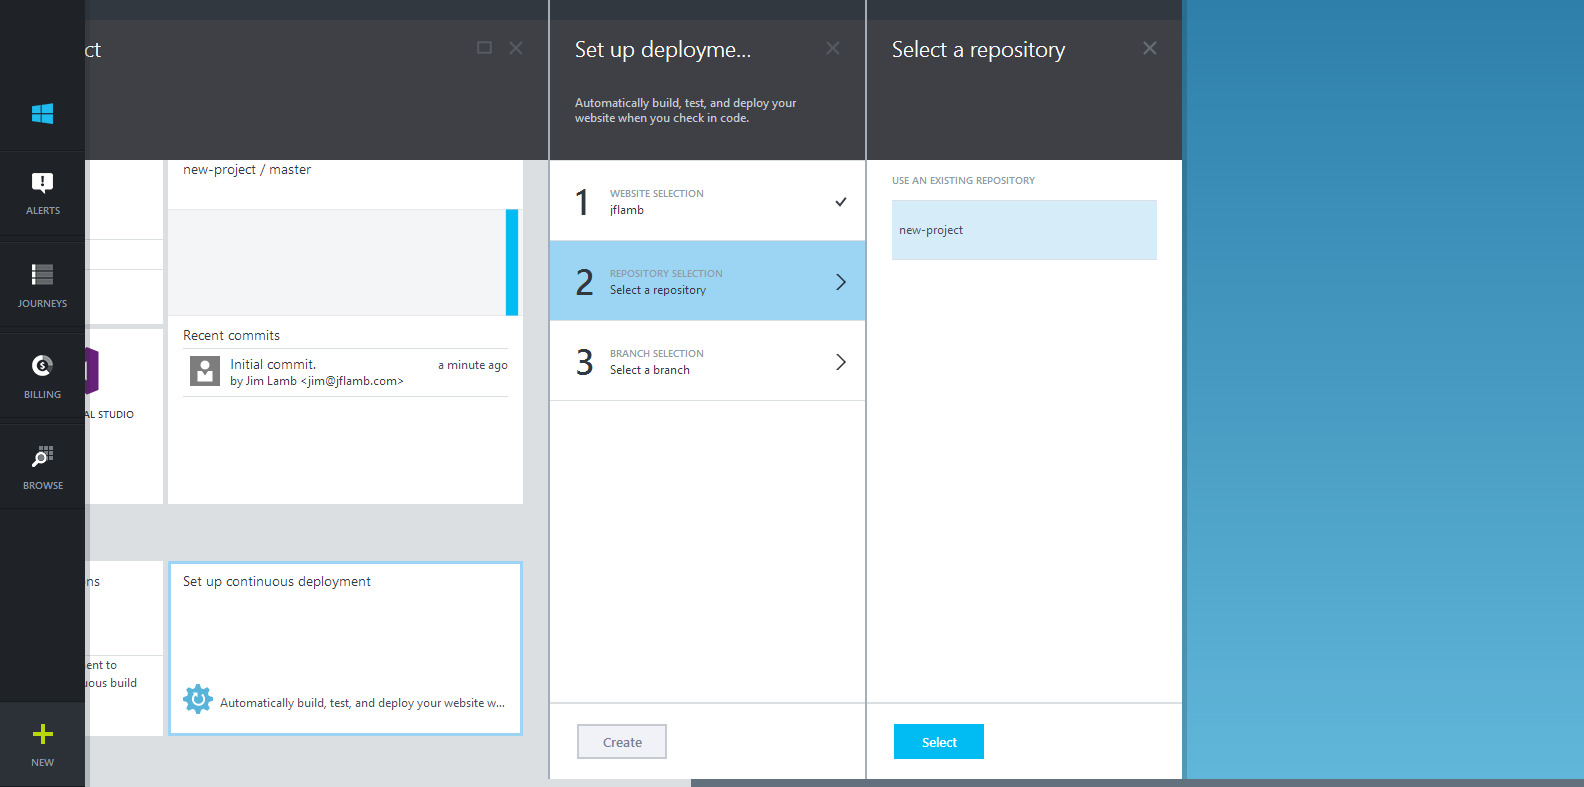 ALERTS
JOURNEYS
BILLING
BROWSE
NEW
ct
AL STUDIO
ns
ent to
uous build
new-project / master
Recent commits
Initial commit.
a minute ago
by Jim Lamb <jim@jflamb.com>
Set up continuous deployment
Automatically build, test, and deploy your website w...
Set up deployme...
Automatically build, test, and deploy your
website when you check in code.
1
WEBSITE SELECTION
jflamb
2
REPOSITORY SELECTION
Select a repository
3
BRANCH SELECTION
Select a branch
Create
Select a repository
USE AN EXISTING REPOSITORY
new-project
Select